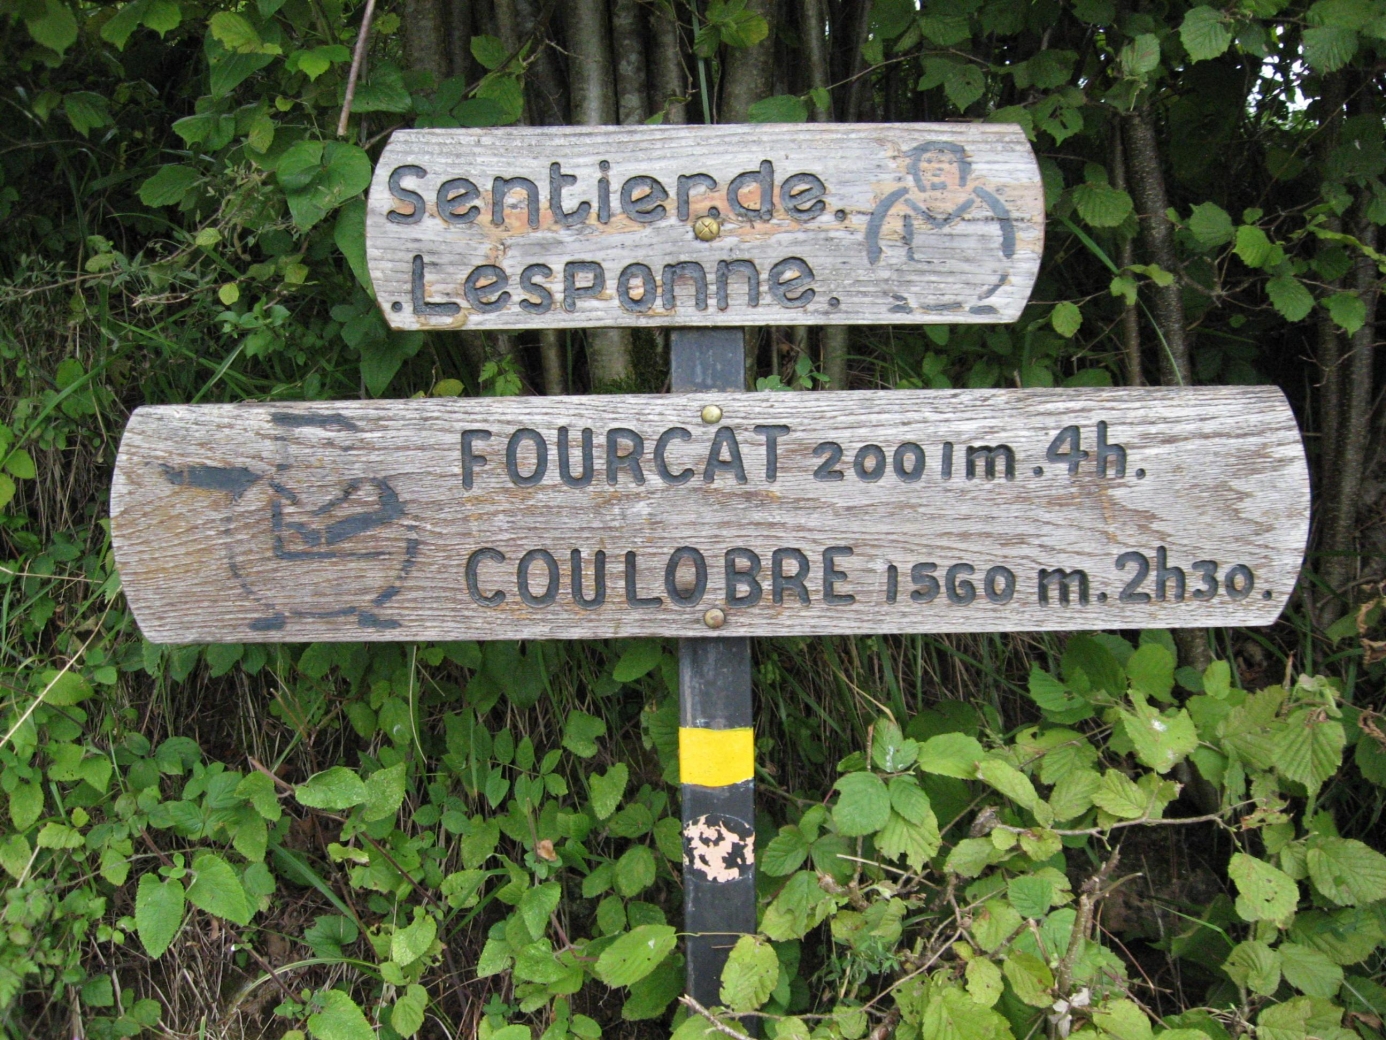 Sentier.de.
.Lesponne.
FOURCAT 2001m.4h.
COULOBRE 1560 m.2h30.